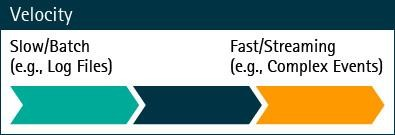 Velocity
Slow/Batch
(e.g., Log Files)
Fast/Streaming
(e.g., Complex Events)